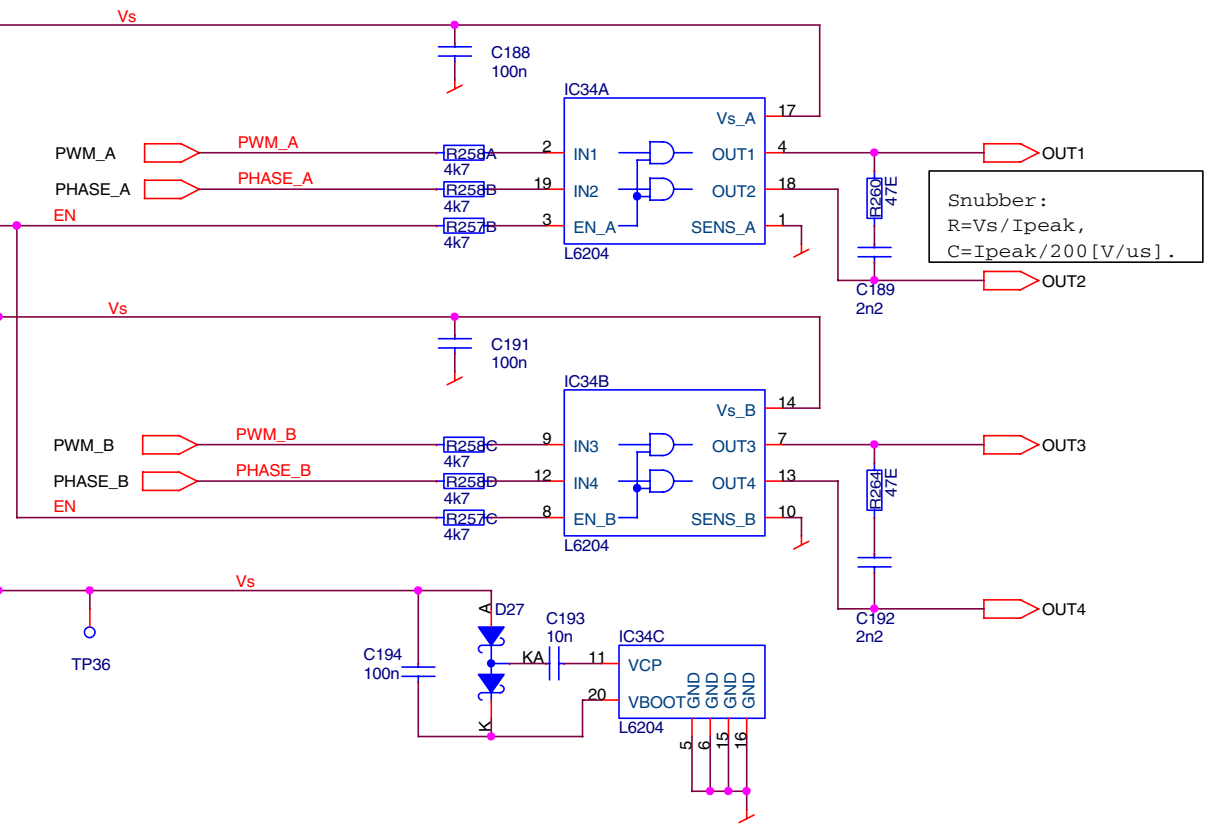 Vs
C188
100n
IC34A
Vs_A
17
PWM_A
PWM_A
R258A
4k7
2
IN1
OUT1
4
OUT1
PHASE_A
PHASE_A
R258B
4k7
19
IN2
OUT2
18
R260
47E
Snubber:
R=Vs/Ipeak,
C=Ipeak/200[V/us].
EN
R257B
4k7
3
EN_A
SENS_A
1
L6204
C189
2n2
OUT2
Vs
C191
100n
IC34B
Vs_B
14
PWM_B
PWM_B
R258C
4k7
9
IN3
OUT3
7
OUT3
PHASE_B
PHASE_B
R258D
4k7
12
IN4
OUT4
13
R264
47E
EN
R257C
4k7
8
EN_B
SENS_B
10
L6204
Vs
TP36
A
D27
C193
10n
C192
2n2
OUT4
IC34C
C194
100n
KA
11
VCP
20
VBOOT
GND
GND
GND
GND
K
L6204
5
6
15
16